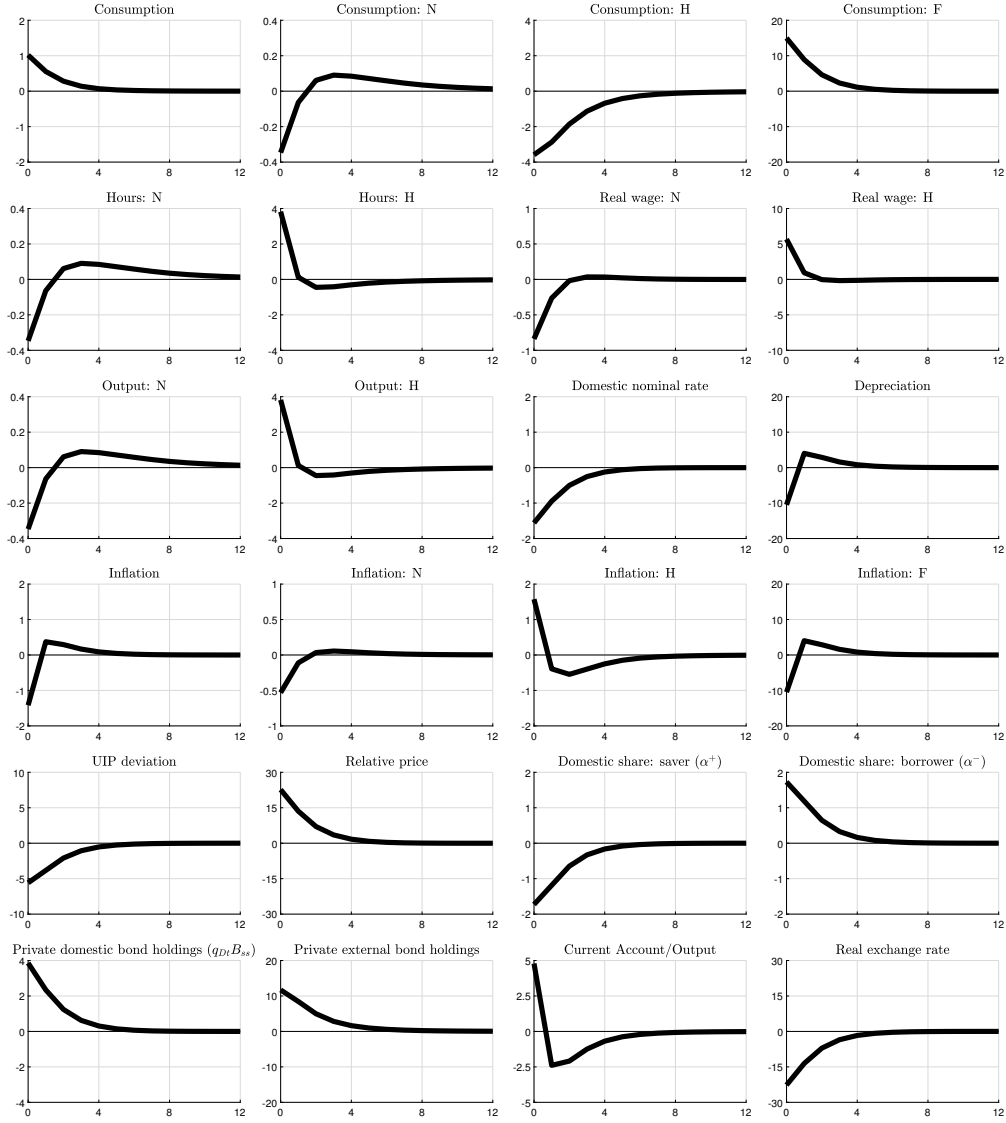 Consumption
Consumption: N
Consumption: H
Consumption: F
2
1
0
-1
-2
0 4 8 12
0.4
0.2
0
-0.2
-0.4
0 4 8 12
4
2
0
-2
-4
0 4 8 12
20
10
0
-10
-20
0 4 8 12
Hours: N
Hours: H
Real wage: N
Real wage: H
0.4
0.2
0
-0.2
-0.4
0 4 8 12
4
2
0
-2
-4
0 4 8 12
1
0.5
0
-0.5
-1
0 4 8 12
10
5
0
-5
-10
0 4 8 12
Output: N
Output: H
Domestic nominal rate
Depreciation
0.4
0.2
0
-0.2
-0.4
0 4 8 12
4
2
0
-2
-4
0 4 8 12
2
1
0
-1
-2
0 4 8 12
20
10
0
-10
-20
0 4 8 12
Inflation
Inflation: N
Inflation: H
Inflation: F
2
1
0
-1
-2
0 4 8 12
1
0.5
0
-0.5
-1
0 4 8 12
2
1
0
-1
-2
0 4 8 12
20
10
0
-10
-20
0 4 8 12
UIP deviation
Relative price
Domestic share: saver (α⁺)
Domestic share: borrower (α⁻)
10
5
0
-5
-10
0 4 8 12
30
15
0
-15
-30
0 4 8 12
2
1
0
-1
-2
0 4 8 12
2
1
0
-1
-2
0 4 8 12
Private domestic bond holdings (q_{Dt}B_{ss})
Private external bond holdings
Current Account/Output
Real exchange rate
4
2
0
-2
-4
0 4 8 12
20
10
0
-10
-20
0 4 8 12
5
2.5
0
-2.5
-5
0 4 8 12
30
15
0
-15
-30
0 4 8 12